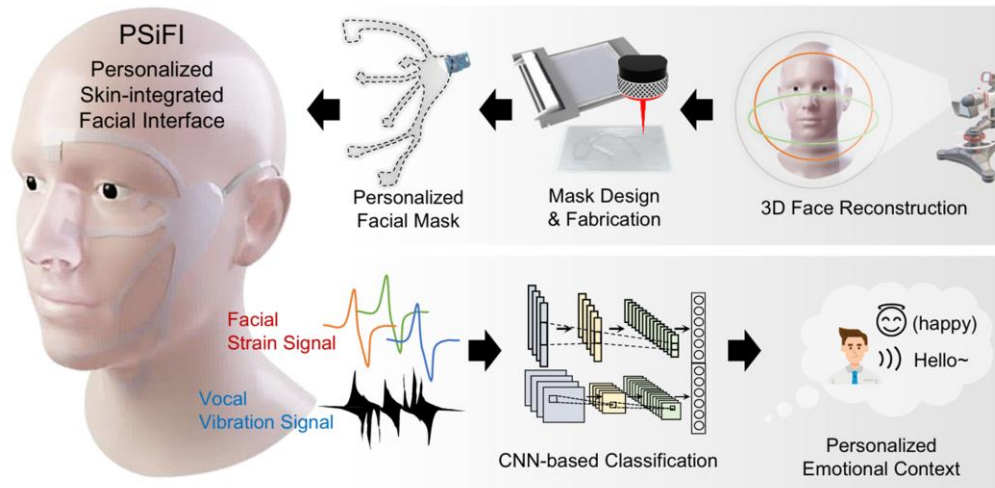 PSiFI
Personalized
Skin-integrated
Facial Interface
Personalized
Facial Mask
Mask Design
& Fabrication
3D Face Reconstruction
Facial
Strain Signal
Vocal
Vibration Signal
CNN-based Classification
(happy)
Hello~
Personalized
Emotional Context